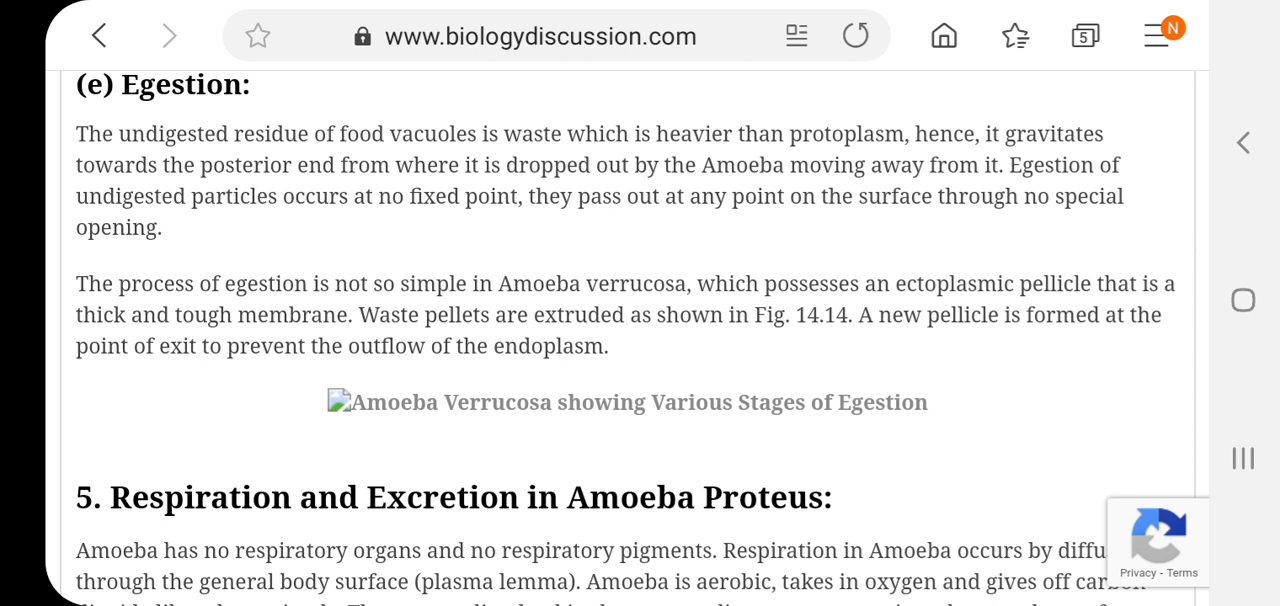 www.biologydiscussion.com
5
N
(e) Egestion:
The undigested residue of food vacuoles is waste which is heavier than protoplasm, hence, it gravitates
towards the posterior end from where it is dropped out by the Amoeba moving away from it. Egestion of
undigested particles occurs at no fixed point, they pass out at any point on the surface through no special
opening.
The process of egestion is not so simple in Amoeba verrucosa, which possesses an ectoplasmic pellicle that is a
thick and tough membrane. Waste pellets are extruded as shown in Fig. 14.14. A new pellicle is formed at the
point of exit to prevent the outflow of the endoplasm.
Amoeba Verrucosa showing Various Stages of Egestion
5. Respiration and Excretion in Amoeba Proteus:
Amoeba has no respiratory organs and no respiratory pigments. Respiration in Amoeba occurs by diffu
through the general body surface (plasma lemma). Amoeba is aerobic, takes in oxygen and gives off carbon
Privacy - Terms